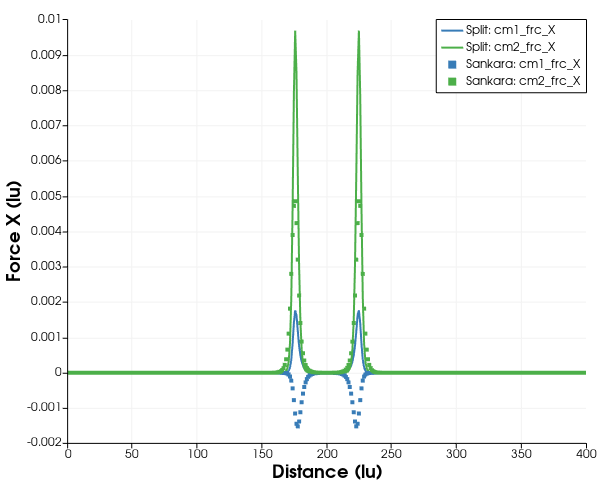 0.01
0.009
0.008
0.007
0.006
0.005
0.004
0.003
0.002
0.001
0
-0.001
-0.002
Force X (lu)
Split: cm1_frc_X
Split: cm2_frc_X
Sankara: cm1_frc_X
Sankara: cm2_frc_X
0 50 100 150 200 250 300 350 400
Distance (lu)